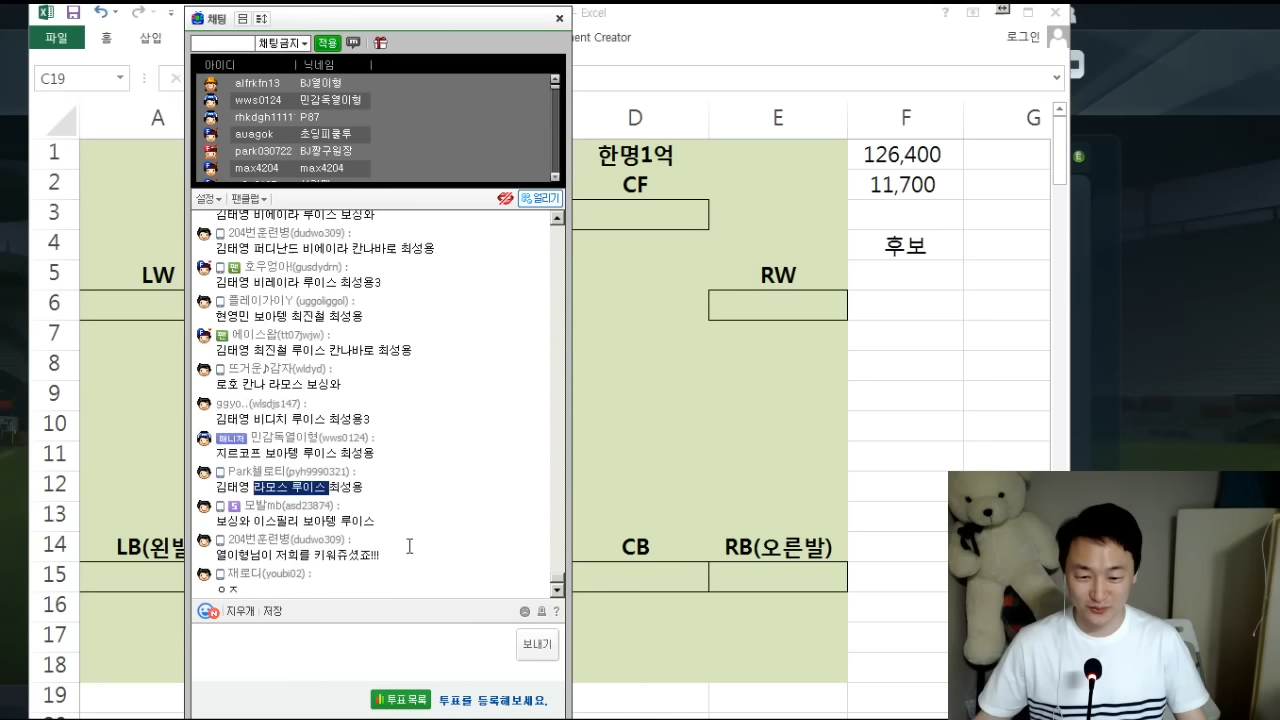 - Excel
파일 홈 삽입
ent Creator
로그인
C19
채팅
채팅금지 적용
아이디 | 닉네임 |
alfrkfn13 BJ열이형
wws0124 민감독열이형
rhkdgh1111 P87
auagok 초딩피클투
park030722 BJ짱구원장
max4204 max4204
설정 팬클럽 얼리기
김태영 비에이라 루이스 보싱와
204번훈련병(dudwo309) :
김태영 퍼디난드 비에이라 칸나바로 최성용
팬 호우엉아!(gusdydrn) :
김태영 비레이라 루이스 최성용3
플레이가이Y (uggoliggol) :
현영민 보아텡 최진철 최성용
팬 에이스왑(tt07jwjw) :
김태영 최진철 루이스 칸나바로 최성용
뜨거운♪감자(wldyd) :
로호 칸나 라모스 보싱와
ggyo..(wlsdjs147) :
김태영 비디치 루이스 최성용3
매니저 민감독열이형(wws0124) :
지르코프 보아텡 루이스 최성용
Park췔로티(pyh9990321) :
김태영 라모스 루이스 최성용
5 모발mb(asd23874) :
보싱와 이스필리 보아텡 루이스
204번훈련병(dudwo309) :
열이형님이 저희를 키워쥬셨죠!!!
재로디(youbi02) :
ㅇㅈ
지우개 저장
보내기
투표 목록 투표를 등록해보세요.
A D E F G
1 한명1억 126,400
2 CF 11,700
3
4 후보
5 LW RW
6
7
8
9
10
11
12
13
14 LB(왼발 CB RB(오른발)
15
16
17
18
19